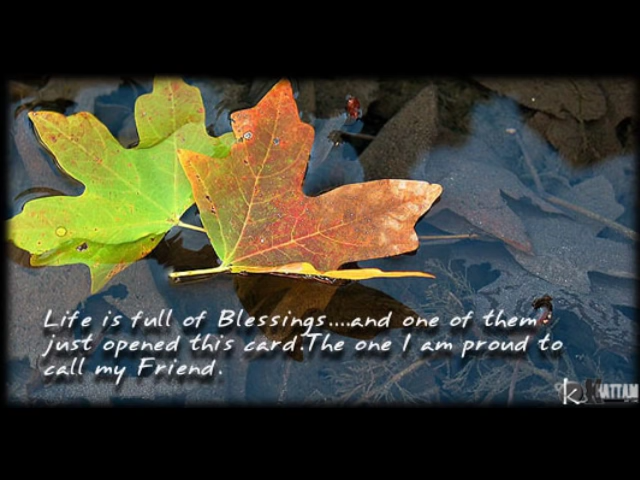 Life is full of Blessings....and one of them
just opened this card.The one I am proud to
call my Friend.
KHATTAM